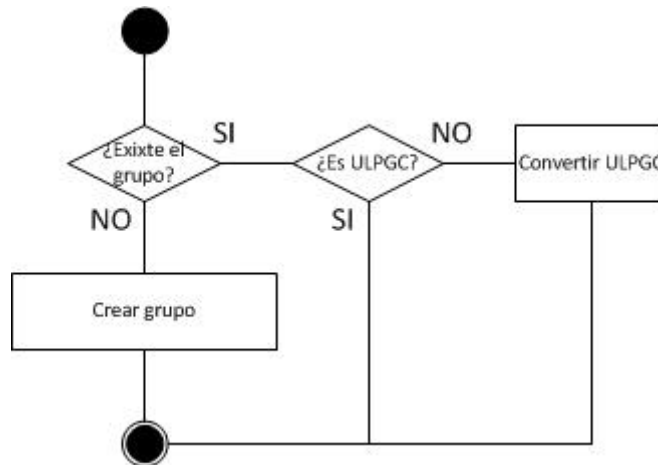 ¿Exixte el
grupo?
SI
¿Es ULPGC?
NO
Convertir ULPGC
NO
SI
Crear grupo